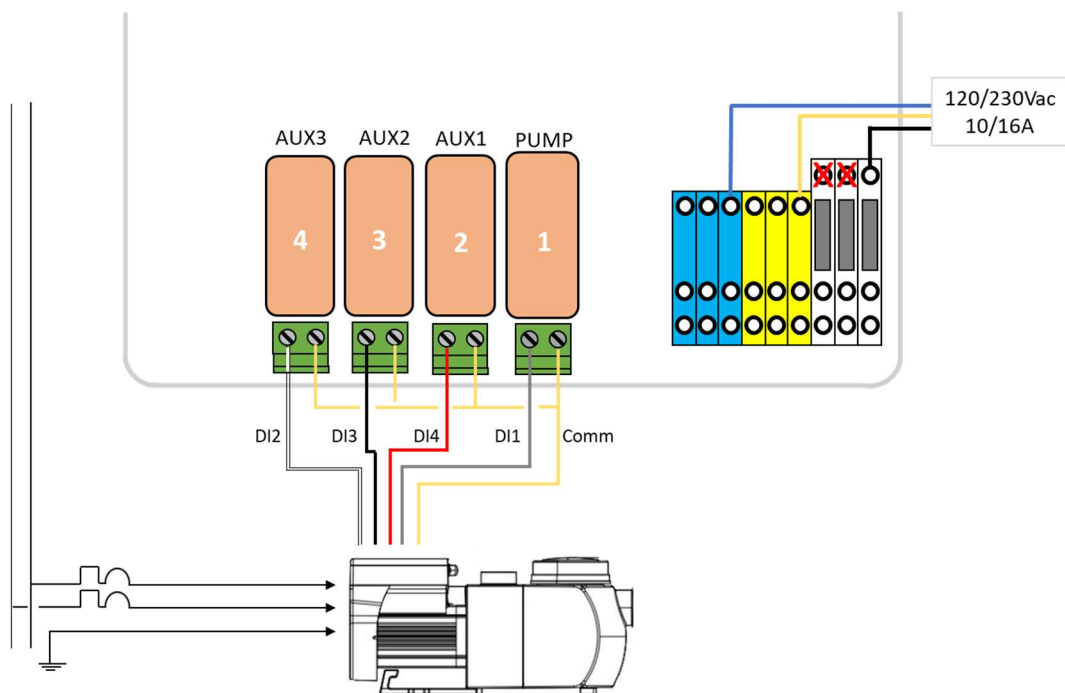 120/230Vac
10/16A
AUX3 AUX2 AUX1 PUMP
4 3 2 1
DI2 DI3 DI4 DI1 Comm